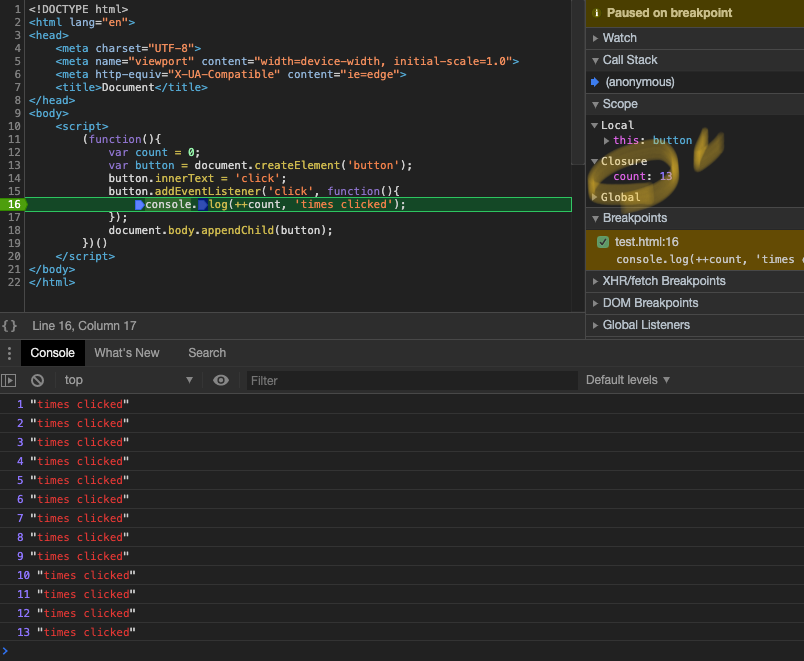 1 <!DOCTYPE html>
2 <html lang="en">
3 <head>
4 <meta charset="UTF-8">
5 <meta name="viewport" content="width=device-width, initial-scale=1.0">
6 <meta http-equiv="X-UA-Compatible" content="ie=edge">
7 <title>Document</title>
8 </head>
9 <body>
10 <script>
11 (function(){
12 var count = 0;
13 var button = document.createElement('button');
14 button.innerText = 'click';
15 button.addEventListener('click', function(){
16 console.log(++count, 'times clicked');
17 });
18 document.body.appendChild(button);
19 })()
20 </script>
21 </body>
22 </html>
{} Line 16, Column 17
Paused on breakpoint
Watch
Call Stack
(anonymous)
Scope
Local
this: button
Closure
count: 13
Global
Breakpoints
test.html:16
console.log(++count, 'times
XHR/fetch Breakpoints
DOM Breakpoints
Global Listeners
Console What's New Search
top Filter Default levels
1 "times clicked"
2 "times clicked"
3 "times clicked"
4 "times clicked"
5 "times clicked"
6 "times clicked"
7 "times clicked"
8 "times clicked"
9 "times clicked"
10 "times clicked"
11 "times clicked"
12 "times clicked"
13 "times clicked"